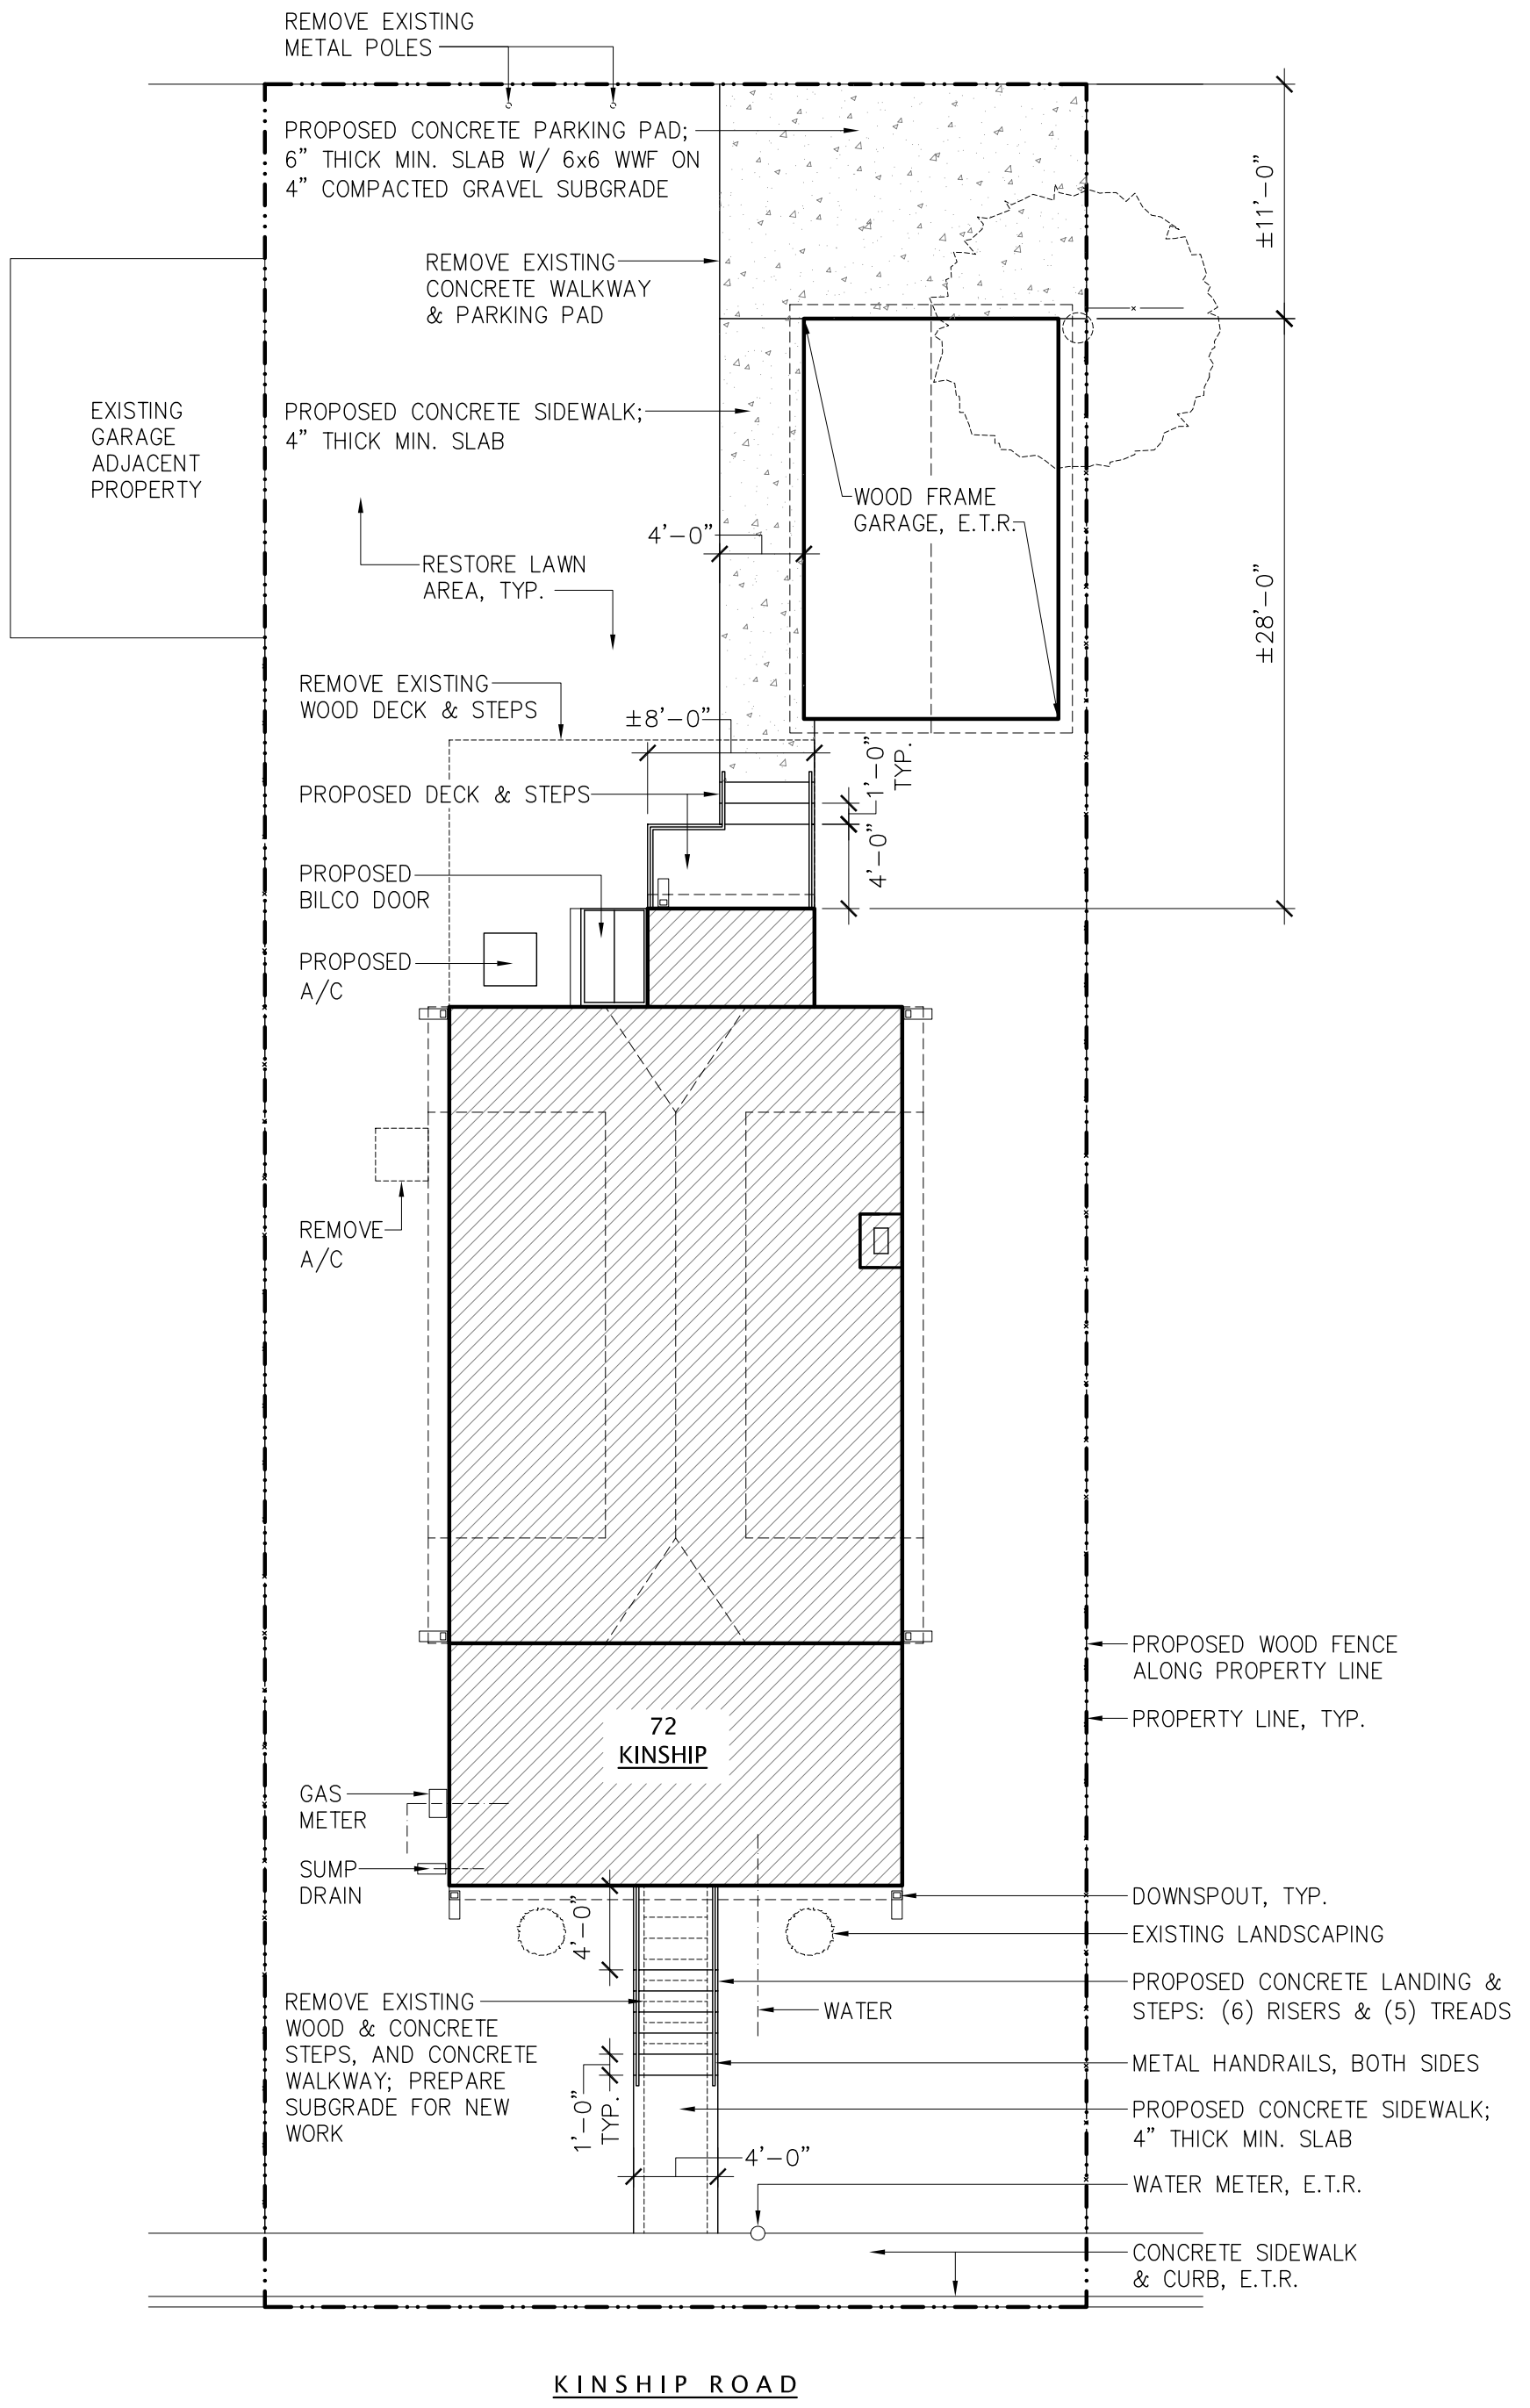 REMOVE EXISTING
METAL POLES
PROPOSED CONCRETE PARKING PAD;
6" THICK MIN. SLAB W/ 6x6 WWF ON
4" COMPACTED GRAVEL SUBGRADE
±11'-0"
REMOVE EXISTING
CONCRETE WALKWAY
& PARKING PAD
EXISTING
GARAGE
ADJACENT
PROPERTY
PROPOSED CONCRETE SIDEWALK;
4" THICK MIN. SLAB
WOOD FRAME
GARAGE, E.T.R.
4'-0"
RESTORE LAWN
AREA, TYP.
±28'-0"
REMOVE EXISTING
WOOD DECK & STEPS
±8'-0"
1'-0"
TYP.
PROPOSED DECK & STEPS
4'-0"
PROPOSED
BILCO DOOR
PROPOSED
A/C
REMOVE
A/C
PROPOSED WOOD FENCE
ALONG PROPERTY LINE
PROPERTY LINE, TYP.
72
KINSHIP
GAS
METER
SUMP
DRAIN
DOWNSPOUT, TYP.
EXISTING LANDSCAPING
4'-0"
PROPOSED CONCRETE LANDING &
STEPS: (6) RISERS & (5) TREADS
REMOVE EXISTING
WOOD & CONCRETE
STEPS, AND CONCRETE
WALKWAY; PREPARE
SUBGRADE FOR NEW
WORK
WATER
METAL HANDRAILS, BOTH SIDES
1'-0"
TYP.
PROPOSED CONCRETE SIDEWALK;
4" THICK MIN. SLAB
4'-0"
WATER METER, E.T.R.
CONCRETE SIDEWALK
& CURB, E.T.R.
KINSHIP ROAD